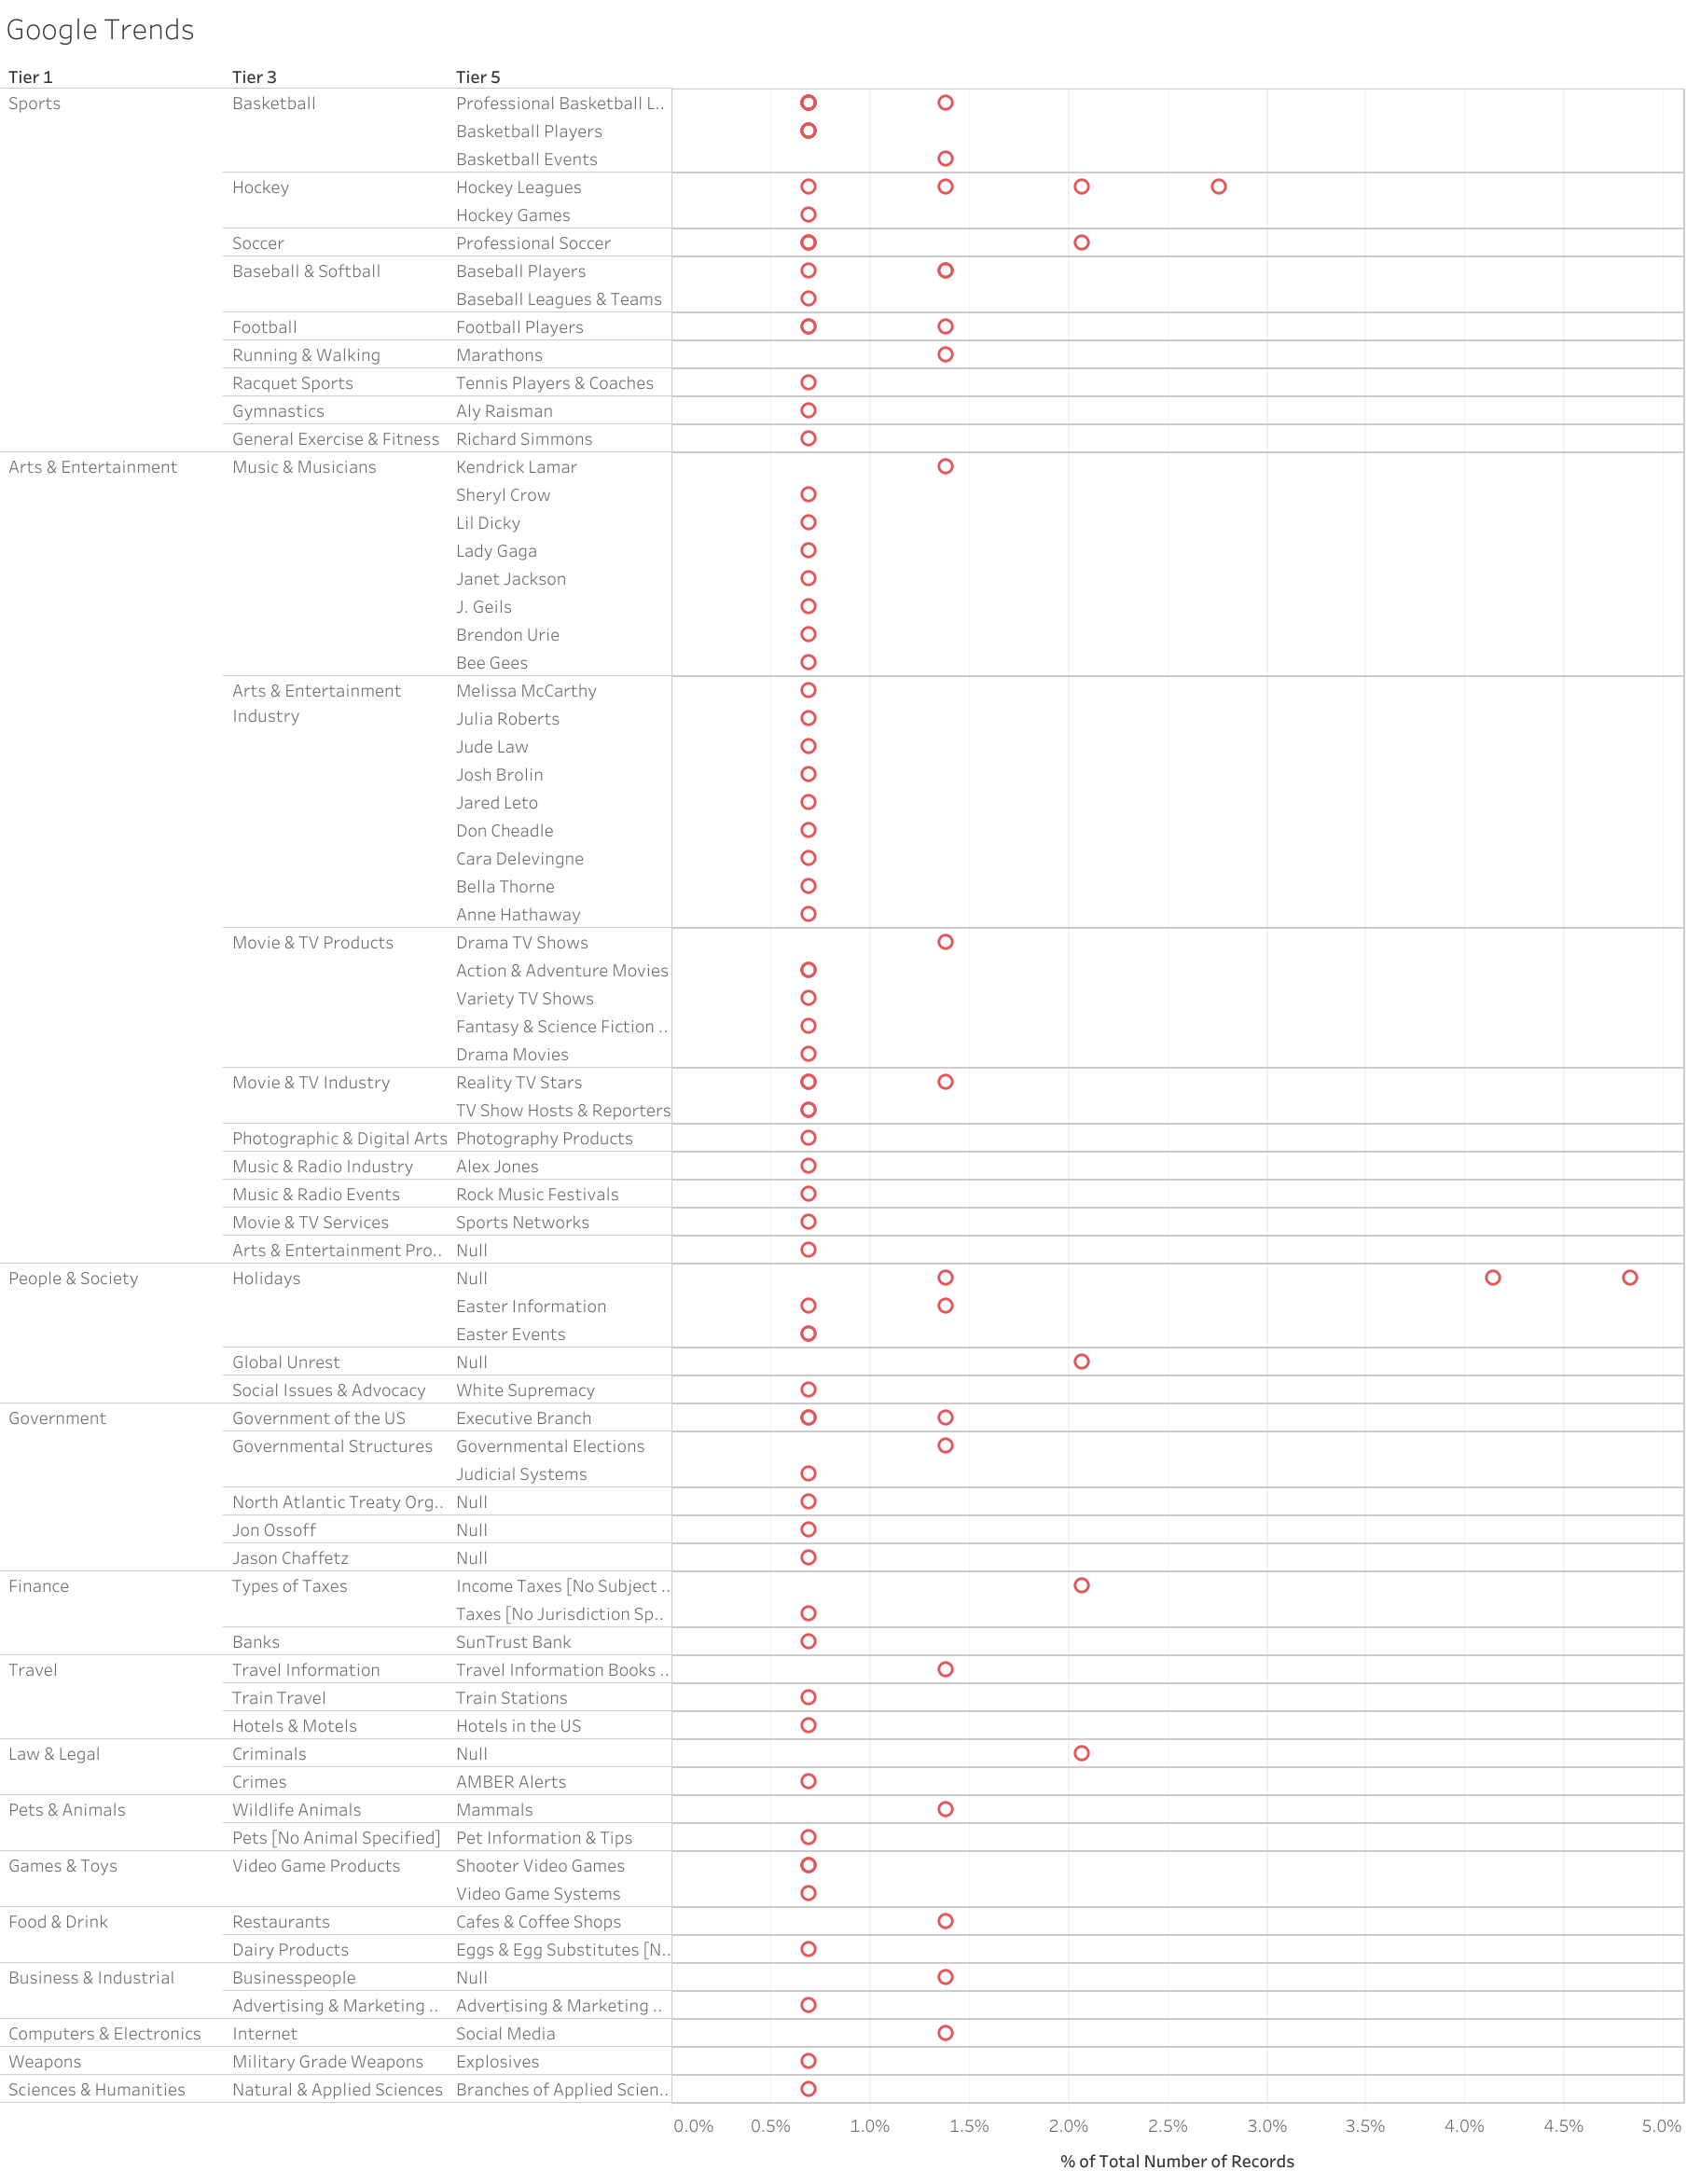 Google Trends
Tier 1 Tier 3 Tier 5
Sports Basketball Professional Basketball L..
Basketball Players
Basketball Events
Hockey Hockey Leagues
Hockey Games
Soccer Professional Soccer
Baseball & Softball Baseball Players
Baseball Leagues & Teams
Football Football Players
Running & Walking Marathons
Racquet Sports Tennis Players & Coaches
Gymnastics Aly Raisman
General Exercise & Fitness Richard Simmons
Arts & Entertainment Music & Musicians Kendrick Lamar
Sheryl Crow
Lil Dicky
Lady Gaga
Janet Jackson
J. Geils
Brendon Urie
Bee Gees
Arts & Entertainment Melissa McCarthy
Industry Julia Roberts
Jude Law
Josh Brolin
Jared Leto
Don Cheadle
Cara Delevingne
Bella Thorne
Anne Hathaway
Movie & TV Products Drama TV Shows
Action & Adventure Movies
Variety TV Shows
Fantasy & Science Fiction ..
Drama Movies
Movie & TV Industry Reality TV Stars
TV Show Hosts & Reporters
Photographic & Digital Arts Photography Products
Music & Radio Industry Alex Jones
Music & Radio Events Rock Music Festivals
Movie & TV Services Sports Networks
Arts & Entertainment Pro.. Null
People & Society Holidays Null
Easter Information
Easter Events
Global Unrest Null
Social Issues & Advocacy White Supremacy
Government Government of the US Executive Branch
Governmental Structures Governmental Elections
Judicial Systems
North Atlantic Treaty Org.. Null
Jon Ossoff Null
Jason Chaffetz Null
Finance Types of Taxes Income Taxes [No Subject ..
Taxes [No Jurisdiction Sp..
Banks SunTrust Bank
Travel Travel Information Travel Information Books ..
Train Travel Train Stations
Hotels & Motels Hotels in the US
Law & Legal Criminals Null
Crimes AMBER Alerts
Pets & Animals Wildlife Animals Mammals
Pets [No Animal Specified] Pet Information & Tips
Games & Toys Video Game Products Shooter Video Games
Video Game Systems
Food & Drink Restaurants Cafes & Coffee Shops
Dairy Products Eggs & Egg Substitutes [N..
Business & Industrial Businesspeople Null
Advertising & Marketing .. Advertising & Marketing ..
Computers & Electronics Internet Social Media
Weapons Military Grade Weapons Explosives
Sciences & Humanities Natural & Applied Sciences Branches of Applied Scien..
0.0% 0.5% 1.0% 1.5% 2.0% 2.5% 3.0% 3.5% 4.0% 4.5% 5.0%
% of Total Number of Records